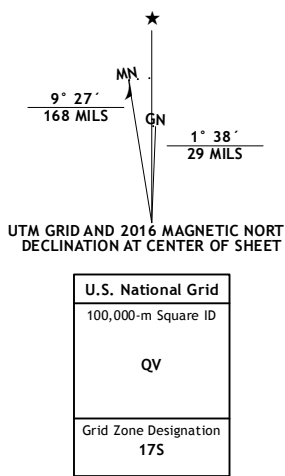 ★
MN
GN
9° 27´
168 MILS
1° 38´
29 MILS
UTM GRID AND 2016 MAGNETIC NORT
DECLINATION AT CENTER OF SHEET
U.S. National Grid
100,000-m Square ID
QV
Grid Zone Designation
17S